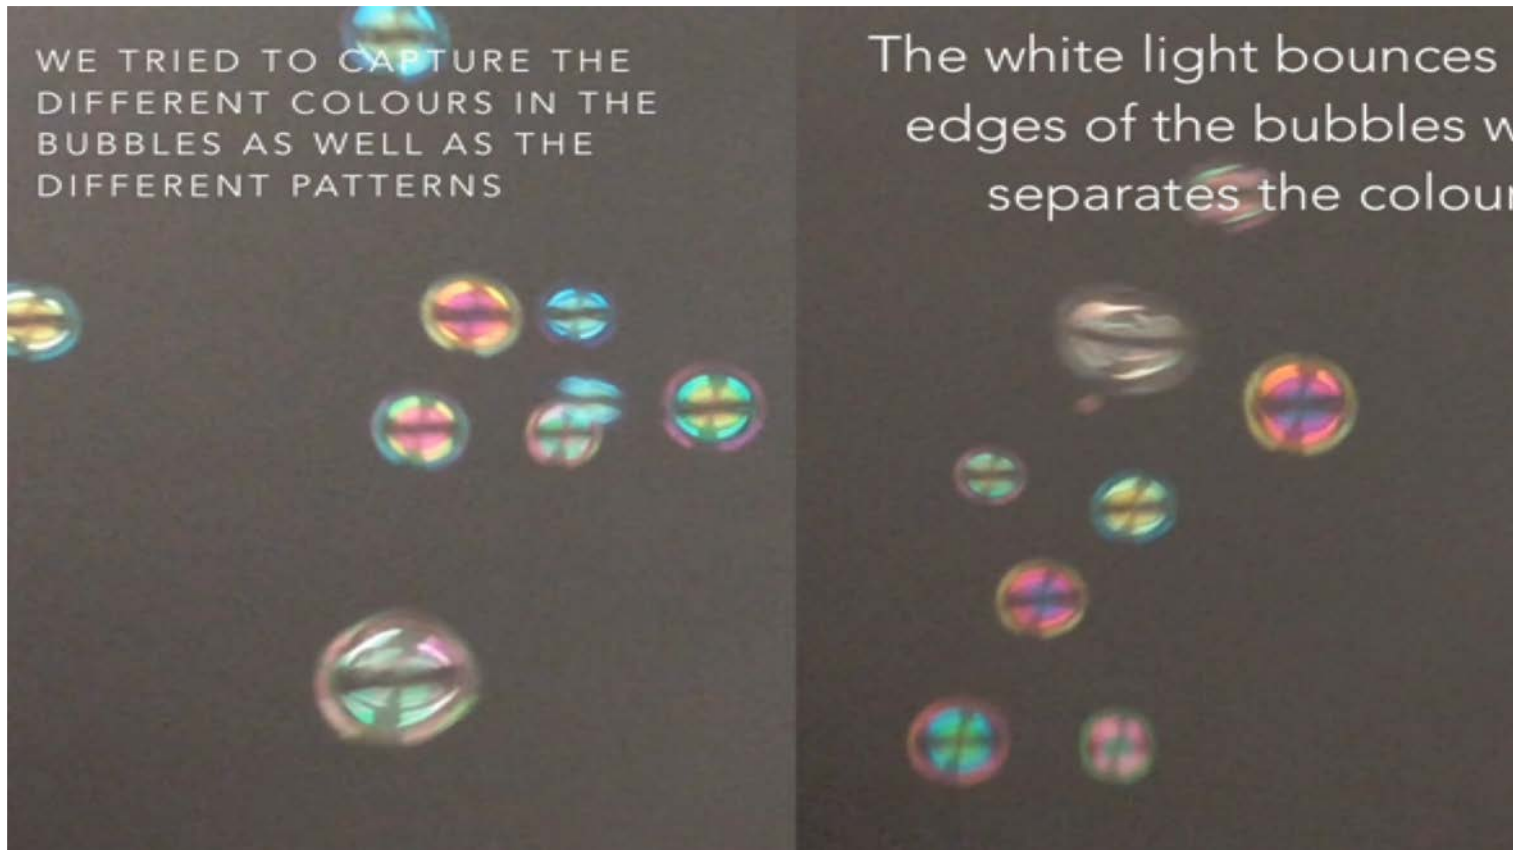 WE TRIED TO CAPTURE THE
DIFFERENT COLOURS IN THE
BUBBLES AS WELL AS THE
DIFFERENT PATTERNS
The white light bounces
edges of the bubbles
separates the colour